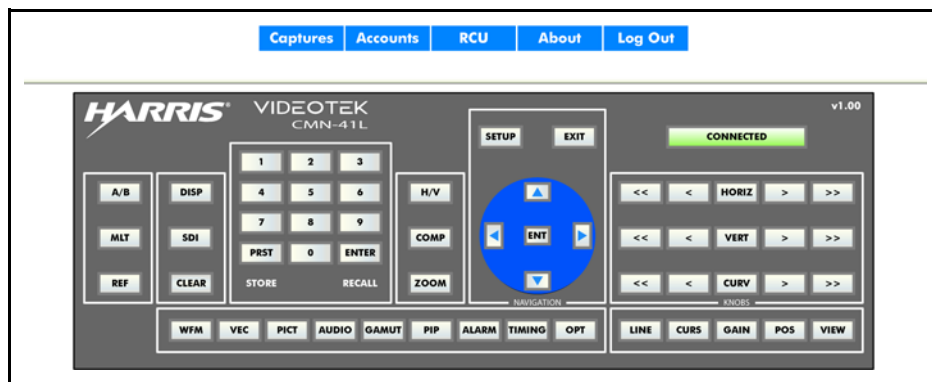 Captures Accounts RCU About Log Out
HARRIS® VIDEOTEK v1.00
CMN-41L
SETUP EXIT CONNECTED
1 2 3
A/B DISP 4 5 6 H/V << < HORIZ > >>
7 8 9
MLT SDI COMP ENT << < VERT > >>
PRST 0 ENTER
REF CLEAR STORE RECALL ZOOM << < CURV > >>
NAVIGATION KNOBS
WFM VEC PICT AUDIO GAMUT PIP ALARM TIMING OPT LINE CURS GAIN POS VIEW